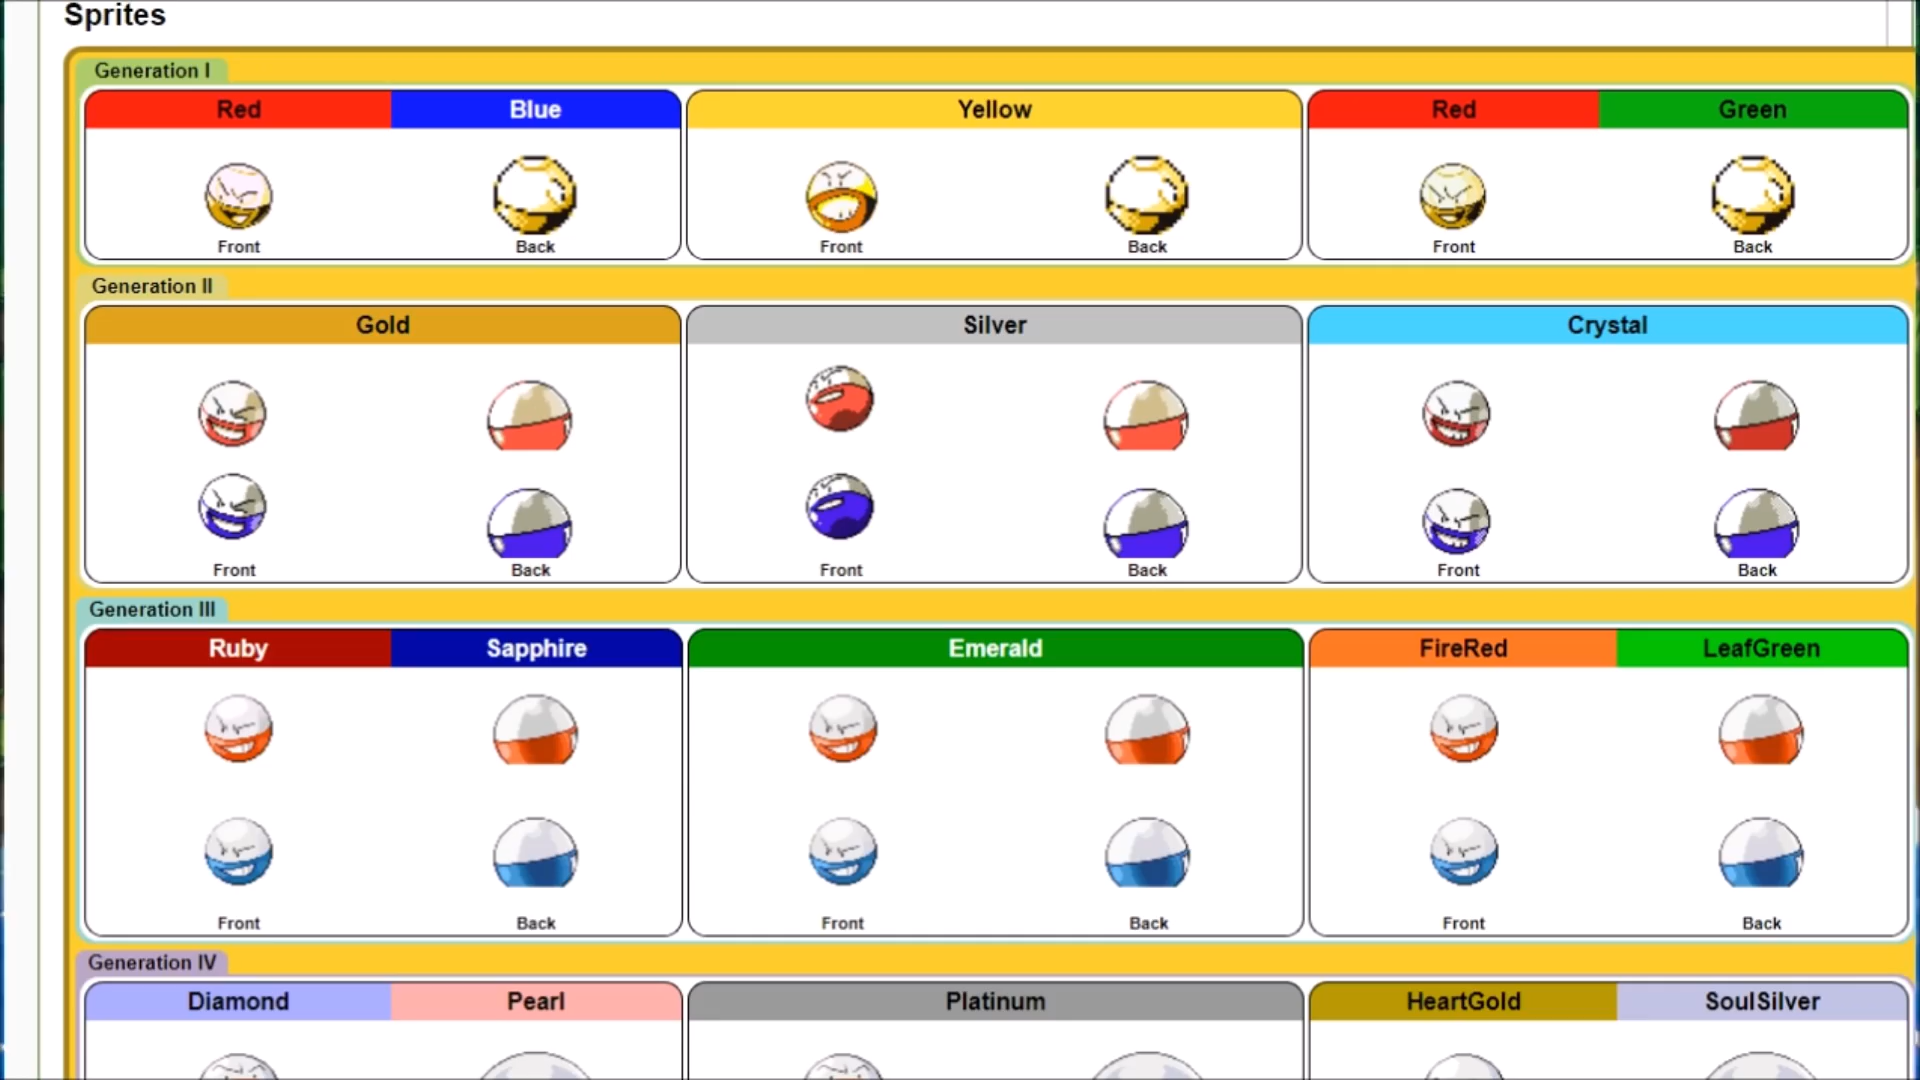 Sprites
Generation I
Red Blue Yellow Red Green
Front Back Front Back Front Back
Generation II
Gold Silver Crystal
Front Back Front Back Front Back
Generation III
Ruby Sapphire Emerald FireRed LeafGreen
Front Back Front Back Front Back
Generation IV
Diamond Pearl Platinum HeartGold SoulSilver